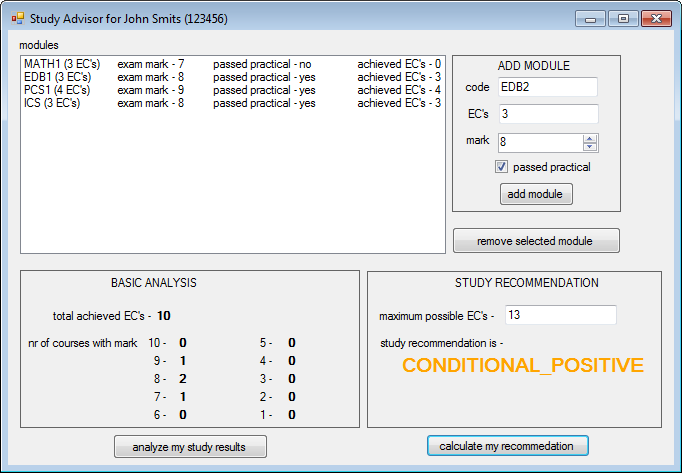 Study Advisor for John Smits (123456)
modules
MATH1 (3 EC's) exam mark - 7 passed practical - no achieved EC's - 0
EDB1 (3 EC's) exam mark - 8 passed practical - yes achieved EC's - 3
PCS1 (4 EC's) exam mark - 9 passed practical - yes achieved EC's - 4
ICS (3 EC's) exam mark - 8 passed practical - yes achieved EC's - 3
ADD MODULE
code EDB2
EC's 3
mark 8
passed practical
add module
remove selected module
BASIC ANALYSIS
total achieved EC's - 10
nr of courses with mark 10 - 0 5 - 0
9 - 1 4 - 0
8 - 2 3 - 0
7 - 1 2 - 0
6 - 0 1 - 0
analyze my study results
STUDY RECOMMENDATION
maximum possible EC's - 13
study recommendation is -
CONDITIONAL_POSITIVE
calculate my recommedation